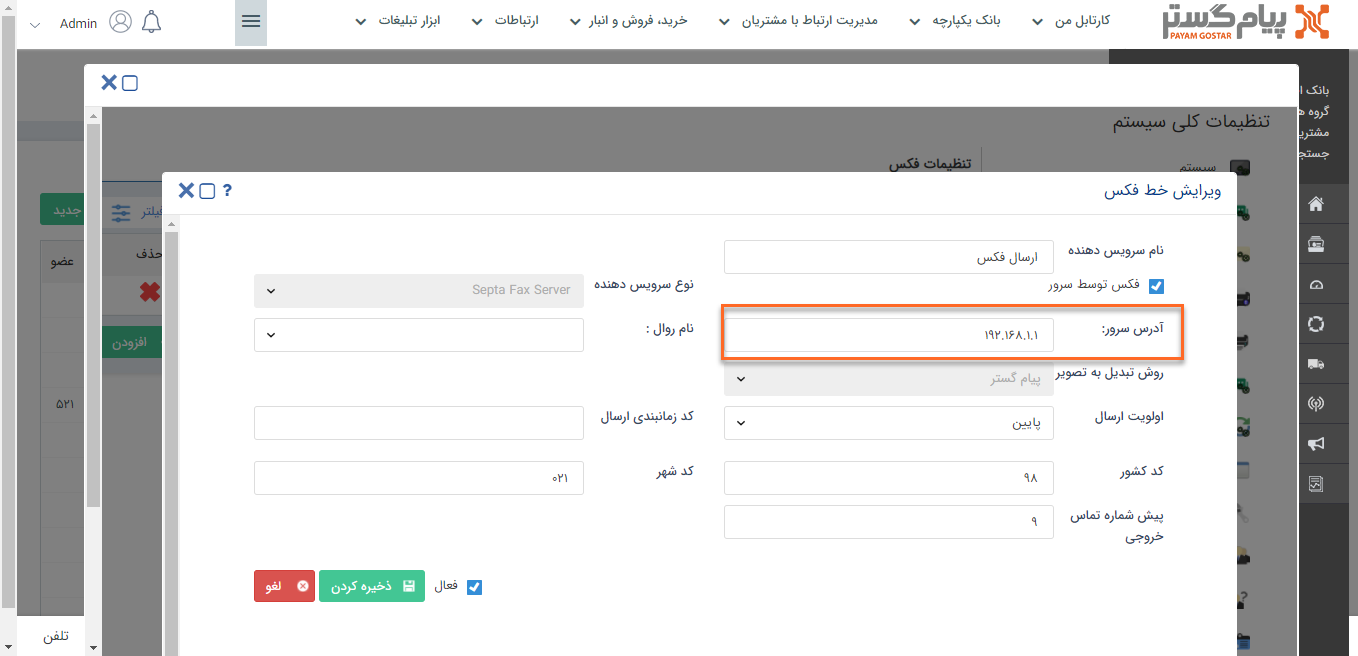 پیام گستر
PAYAM GOSTAR
کارتابل من
بانک یکپارچه
مدیریت ارتباط با مشتریان
خرید، فروش و انبار
ارتباطات
ابزار تبلیغات
Admin
بانک ا
گروه ه
مشتری
جستج
تنظیمات کلی سیستم
سیستم
تنظیمات فکس
جدید
فیلتر
عضو
حذف
افزودن
۵۲۱
تلفن
ویرایش خط فکس
?
نام سرویس دهنده
ارسال فکس
فکس توسط سرور
نوع سرویس دهنده
Septa Fax Server
آدرس سرور:
۱۹۲.۱۶۸.۱.۱
نام روال :
روش تبدیل به تصویر
پیام گستر
اولویت ارسال
پایین
کد زمانبندی ارسال
کد کشور
۹۸
کد شهر
۰۲۱
پیش شماره تماس
خروجی
۹
فعال
ذخیره کردن
لغو